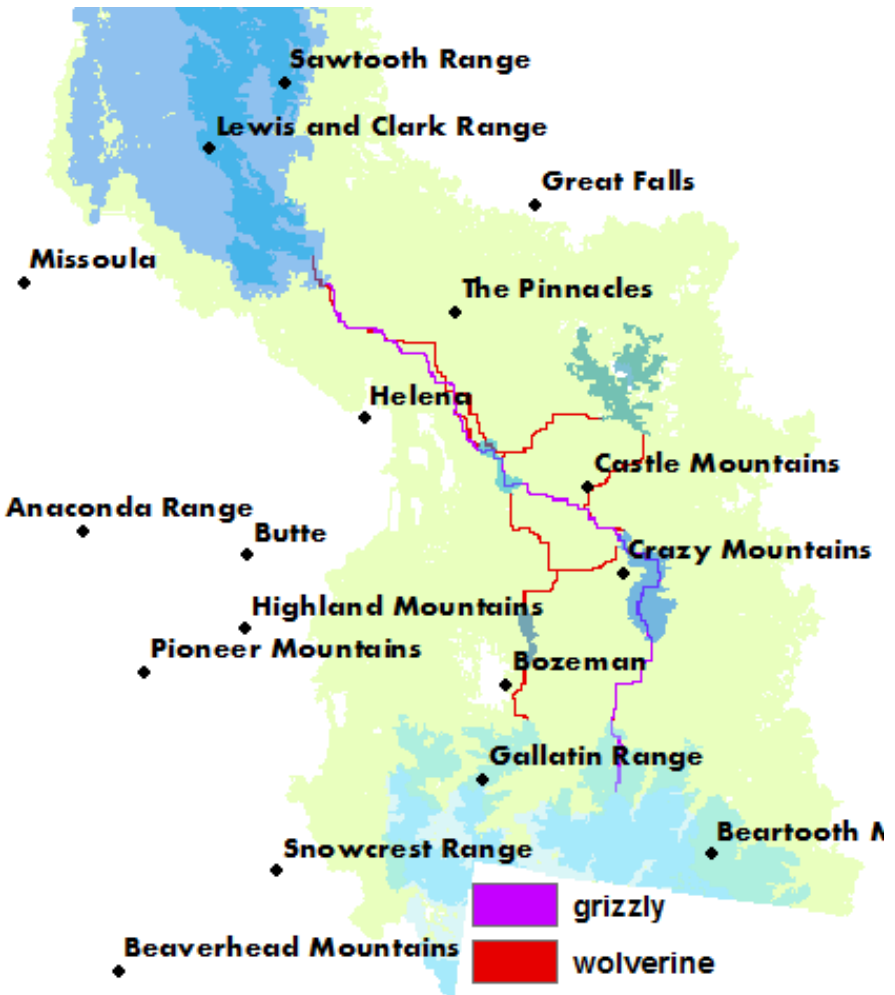 Sawtooth Range
Lewis and Clark Range
Great Falls
Missoula
The Pinnacles
Helena
Castle Mountains
Anaconda Range
Butte
Crazy Mountains
Highland Mountains
Pioneer Mountains
Bozeman
Gallatin Range
Beartooth M
Snowcrest Range
grizzly
Beaverhead Mountains
wolverine